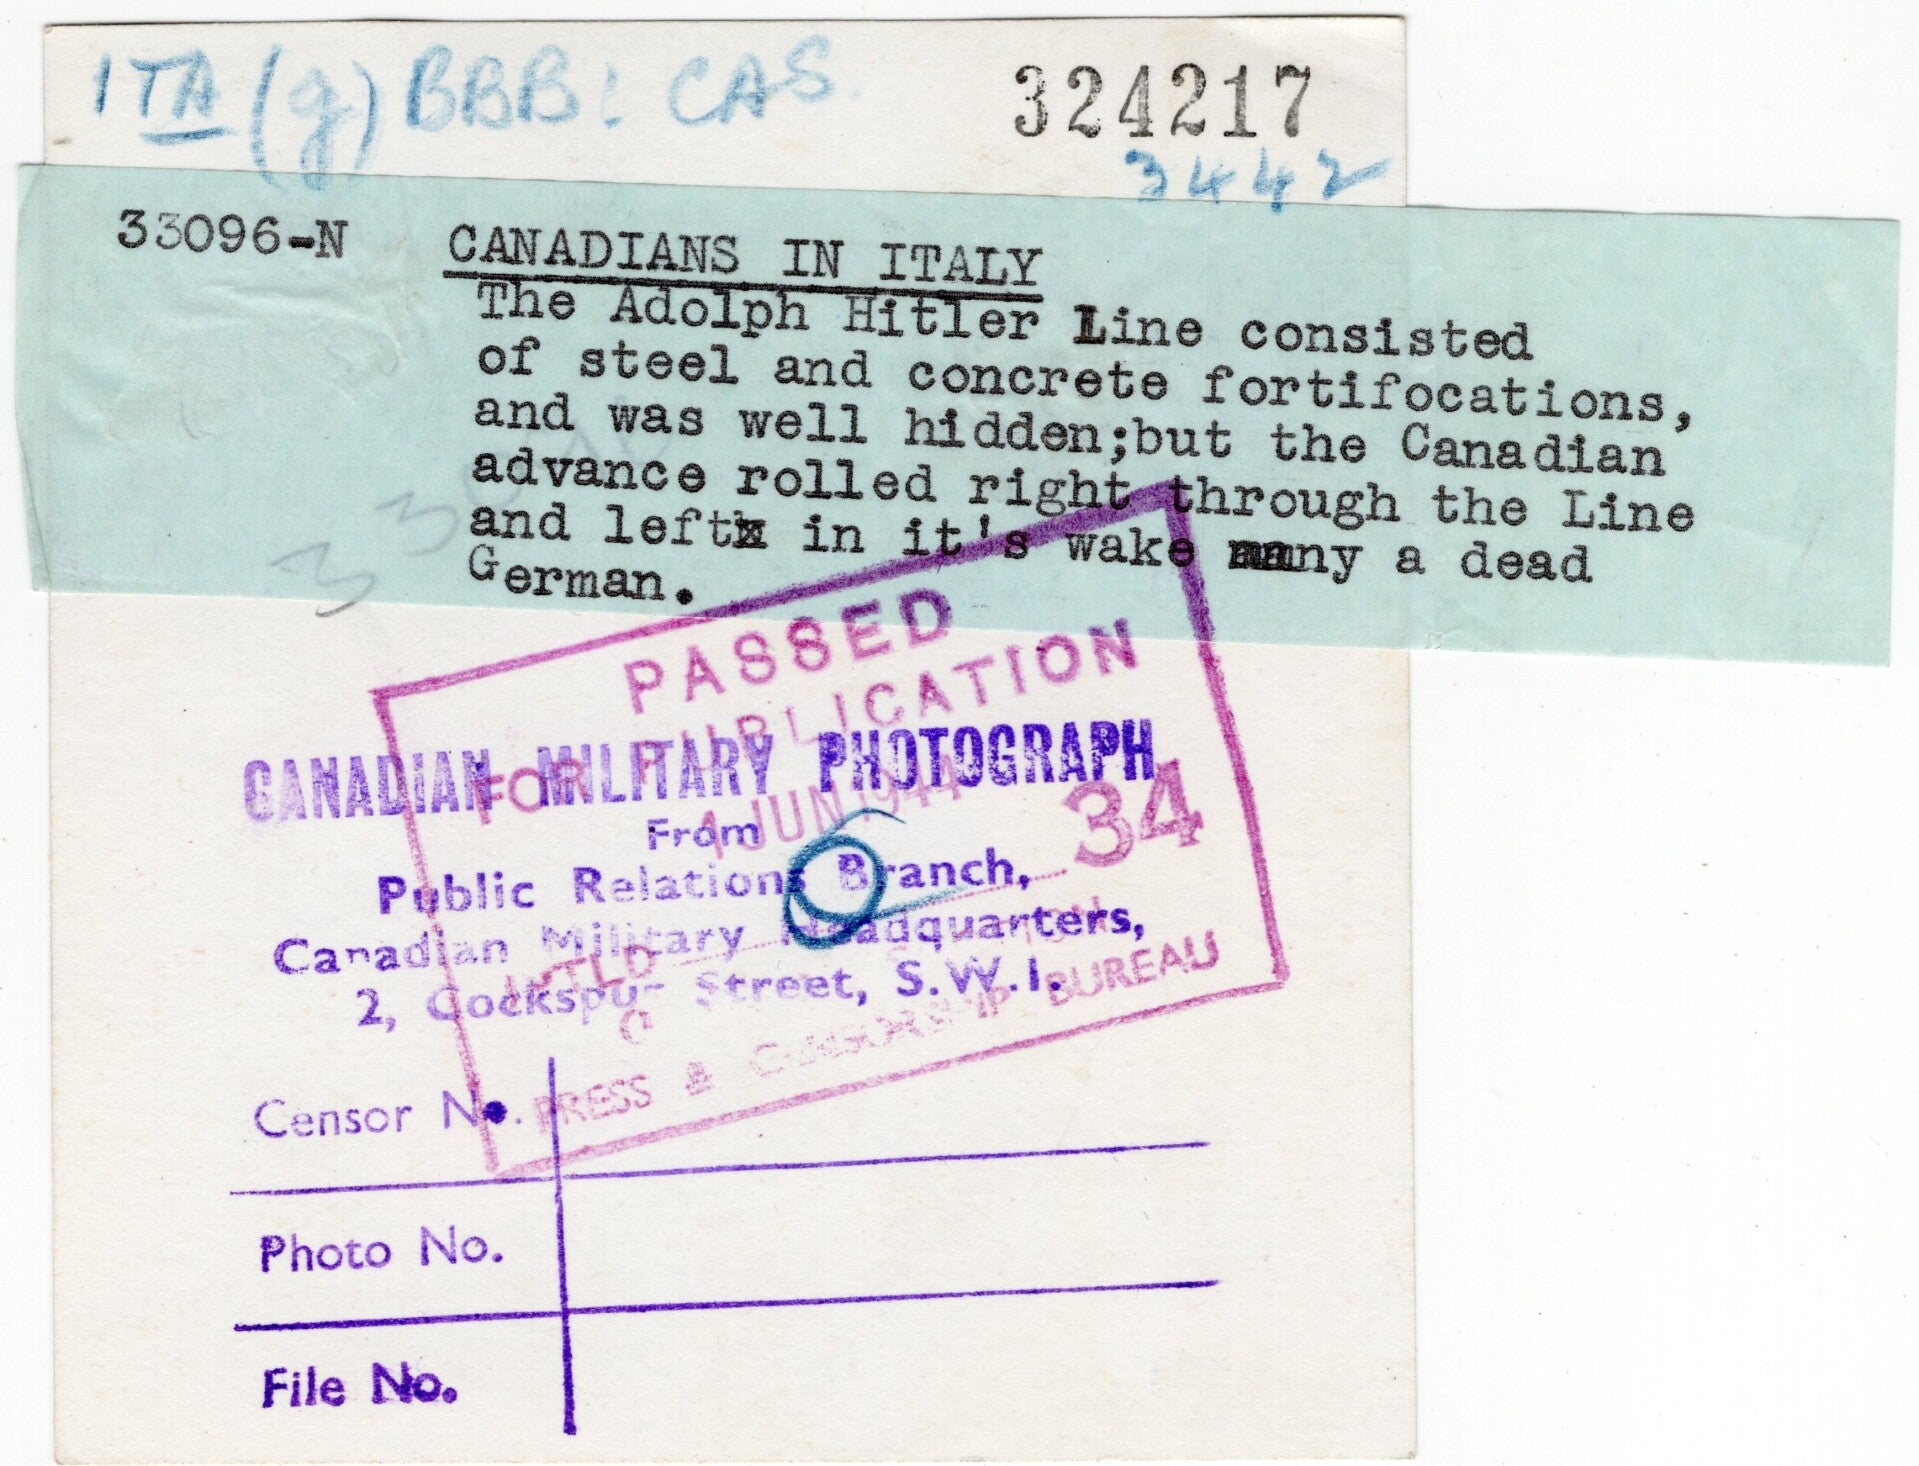 ITA (g) BBB: CAS.
324217
3442
33096-N
CANADIANS IN ITALY
The Adolph Hitler Line consisted
of steel and concrete fortifocations,
and was well hidden;but the Canadian
advance rolled right through the Line
and left in it's wake many a dead
German.
PASSED
FOR PUBLICATION
JUN 1944
34
PRESS & CENSORSHIP BUREAU
CANADIAN MILITARY PHOTOGRAPH
From
Public Relations Branch,
Canadian Military Headquarters,
2, Cockspur Street, S.W.1.
Censor No.
Photo No.
File No.